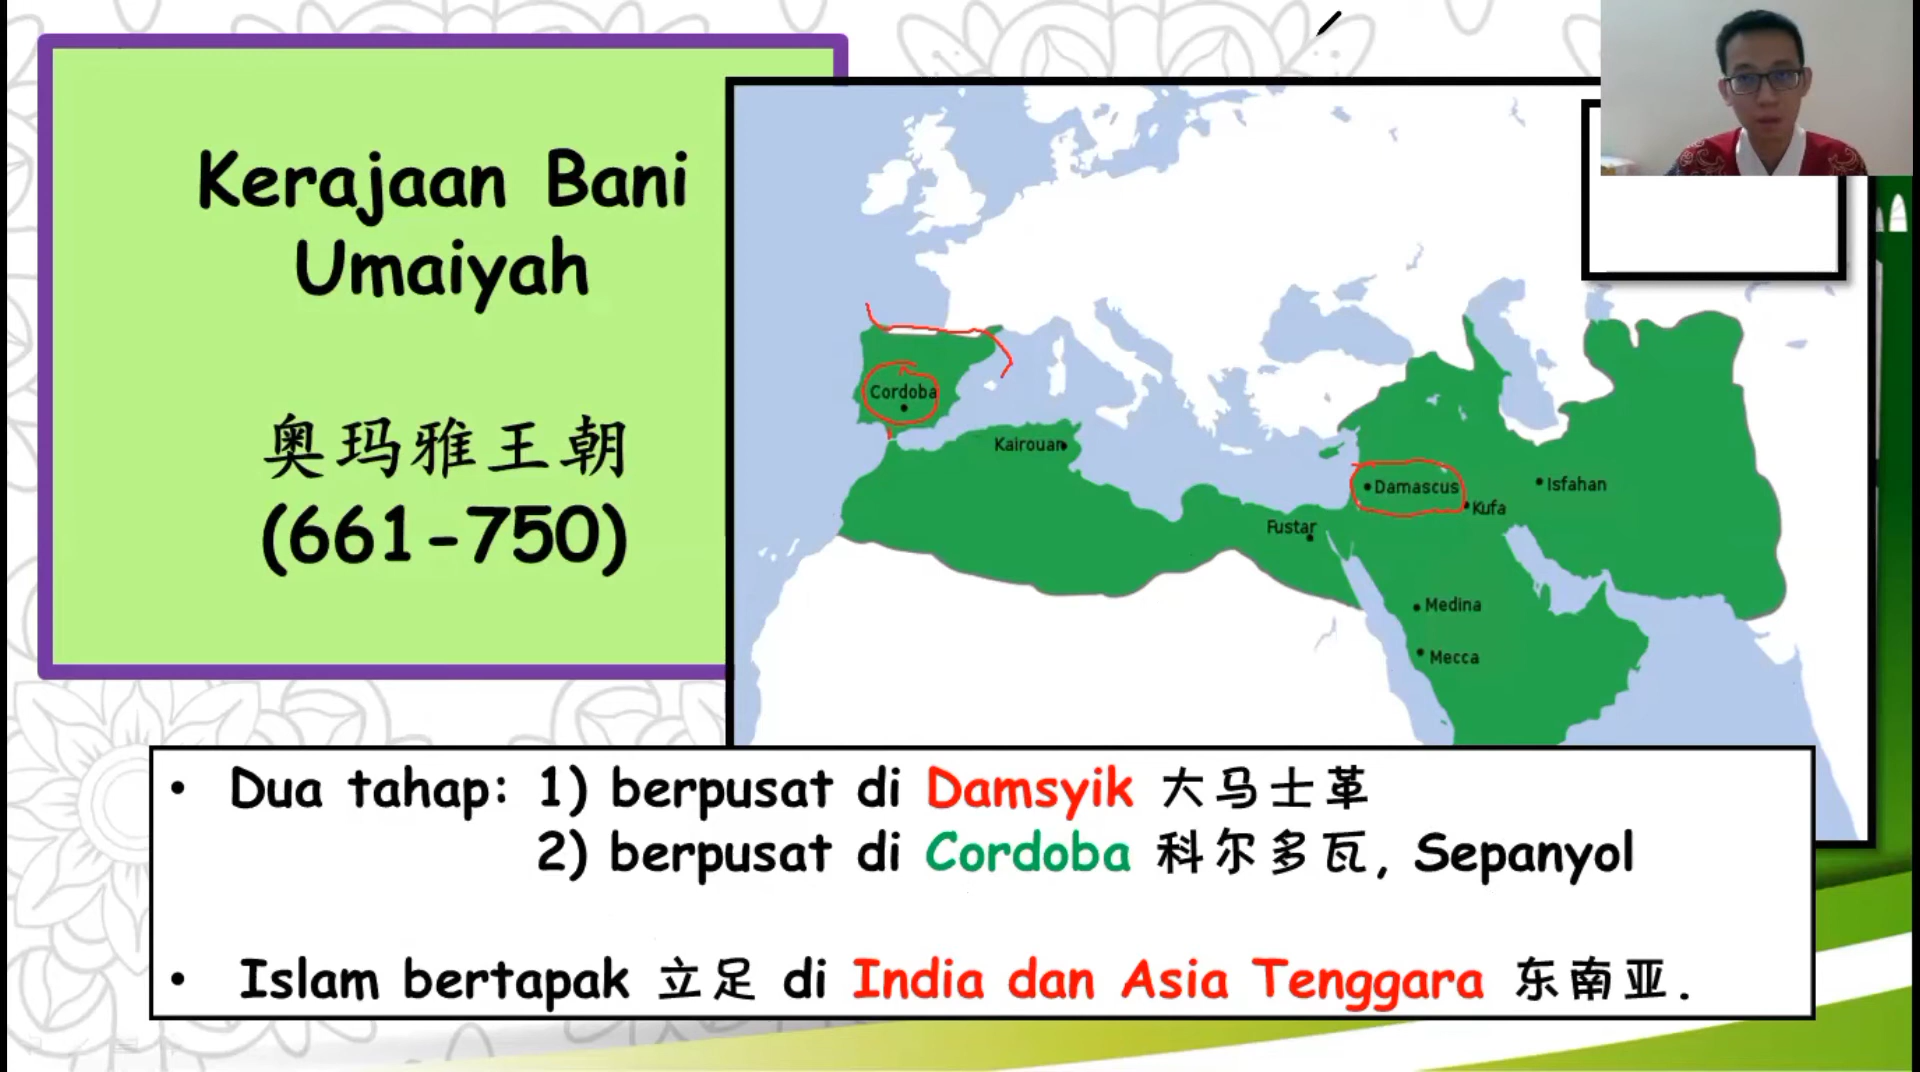 Kerajaan Bani
Umaiyah
奥玛雅王朝
(661-750)
Cordoba
Kairouan
Damascus
Isfahan
Kufa
Fustar
Medina
Mecca
• Dua tahap: 1) berpusat di Damsyik 大马士革
2) berpusat di Cordoba 科尔多瓦, Sepanyol
• Islam bertapak 立足 di India dan Asia Tenggara 东南亚.